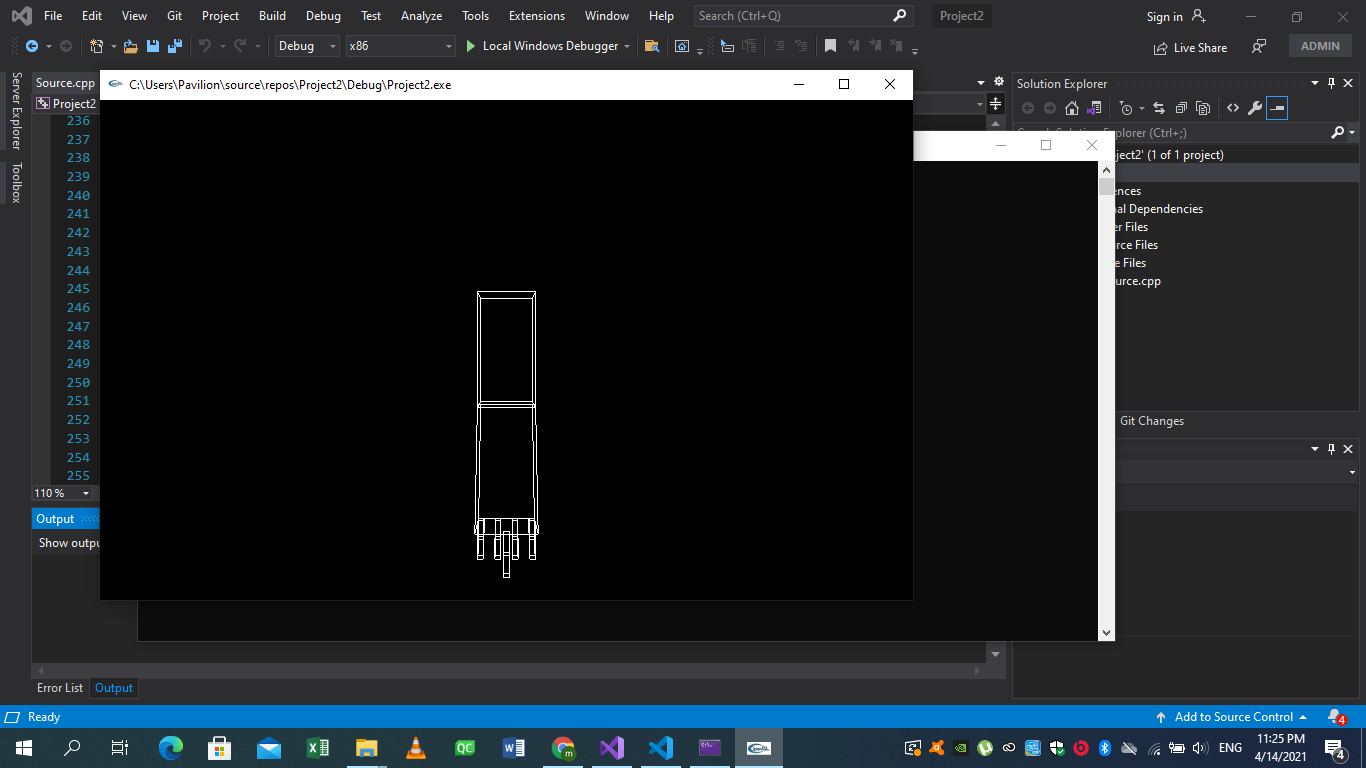 File Edit View Git Project Build Debug Test Analyze Tools Extensions Window Help Search (Ctrl+Q) Project2 Sign in
Debug x86 Local Windows Debugger Live Share ADMIN
Server Explorer
Toolbox
Source.cpp
Project2
C:\Users\Pavilion\source\repos\Project2\Debug\Project2.exe
236
237
238
239
240
241
242
243
244
245
246
247
248
249
250
251
252
253
254
255
110 %
Output
Show outpu
Error List Output
Solution Explorer
Explorer (Ctrl+;)
ject2' (1 of 1 project)
ences
nal Dependencies
er Files
rce Files
e Files
urce.cpp
Git Changes
Ready
Add to Source Control
4
QC
ENG
11:25 PM
4/14/2021
4